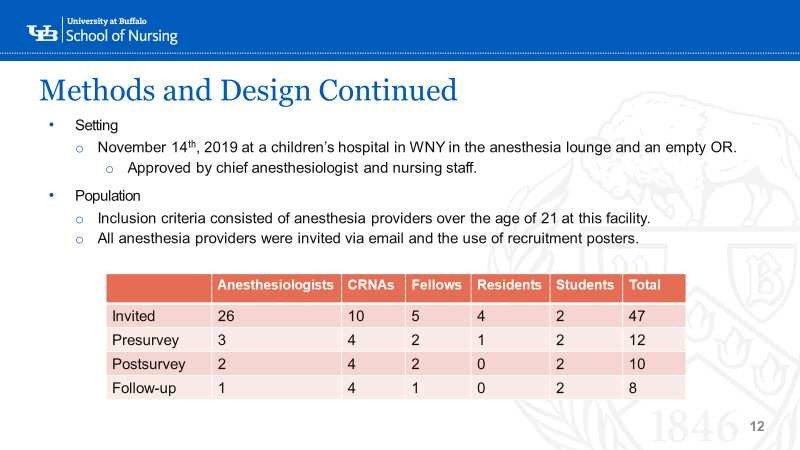 University at Buffalo
School of Nursing
Methods and Design Continued
• Setting
o November 14th, 2019 at a children's hospital in WNY in the anesthesia lounge and an empty OR.
o Approved by chief anesthesiologist and nursing staff.
• Population
o Inclusion criteria consisted of anesthesia providers over the age of 21 at this facility.
o All anesthesia providers were invited via email and the use of recruitment posters.
Anesthesiologists CRNAs Fellows Residents Students Total
Invited 26 10 5 4 2 47
Presurvey 3 4 2 1 2 12
Postsurvey 2 4 2 0 2 10
Follow-up 1 4 1 0 2 8
1846
12